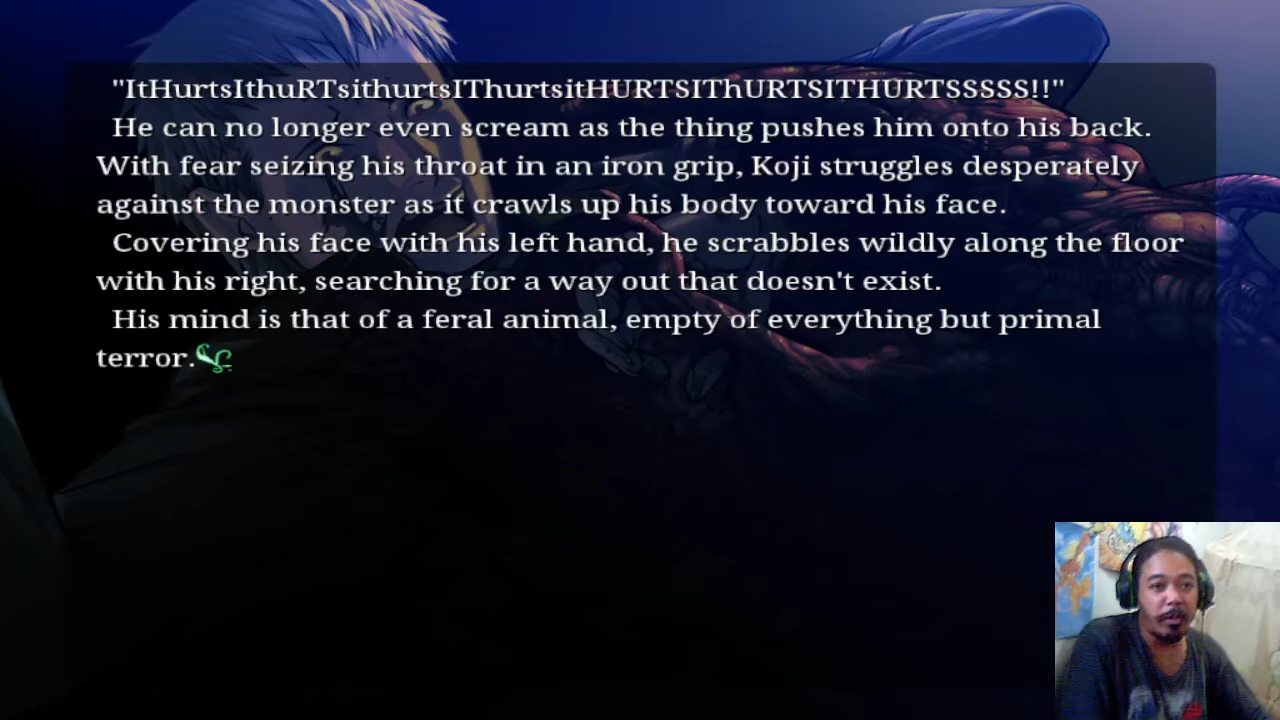 "ItHurtsIthuRTsithurtsIThurtsitHURTSIThURTSITHURTSSSSS!!"
He can no longer even scream as the thing pushes him onto his back.
With fear seizing his throat in an iron grip, Koji struggles desperately
against the monster as it crawls up his body toward his face.
Covering his face with his left hand, he scrabbles wildly along the floor
with his right, searching for a way out that doesn't exist.
His mind is that of a feral animal, empty of everything but primal
terror.